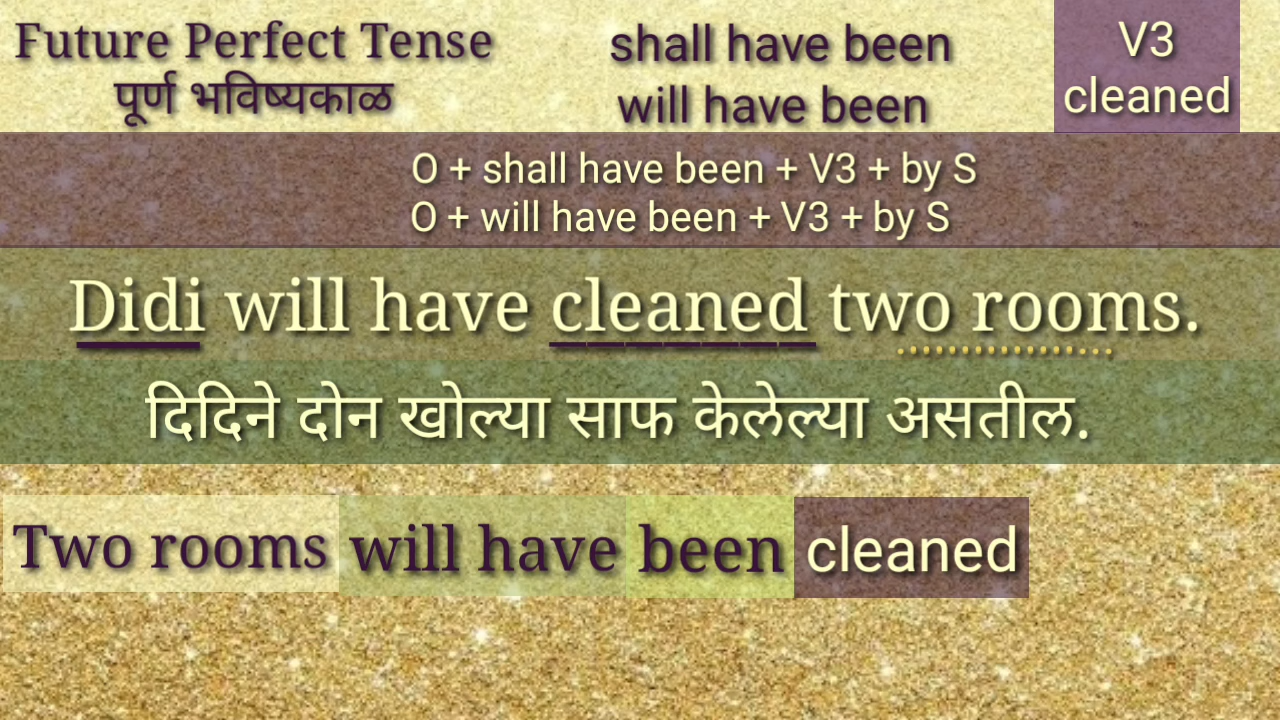 Future Perfect Tense
पूर्ण भविष्यकाळ
shall have been
will have been
V3
cleaned
O + shall have been + V3 + by S
O + will have been + V3 + by S
Didi will have cleaned two rooms.
दिदिने दोन खोल्या साफ केलेल्या असतील.
Two rooms will have been cleaned